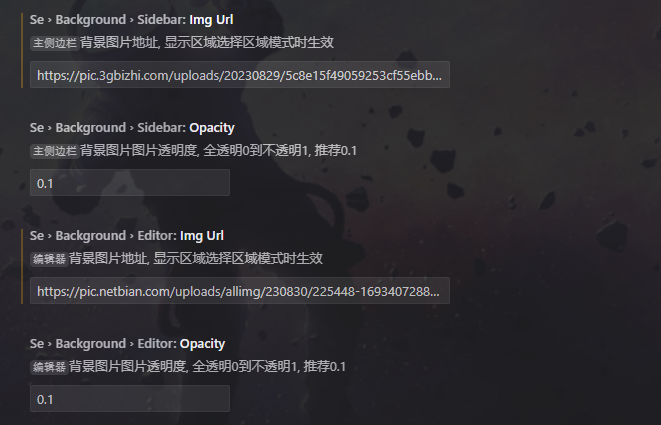 Se › Background › Sidebar: Img Url
主侧边栏背景图片地址, 显示区域选择区域模式时生效
https://pic.3gbizhi.com/uploads/20230829/5c8e15f49059253cf55ebb...
Se › Background › Sidebar: Opacity
主侧边栏背景图片图片透明度, 全透明0到不透明1, 推荐0.1
0.1
Se › Background › Editor: Img Url
编辑器背景图片地址, 显示区域选择区域模式时生效
https://pic.netbian.com/uploads/allimg/230830/225448-1693407288...
Se › Background › Editor: Opacity
编辑器背景图片图片透明度, 全透明0到不透明1, 推荐0.1
0.1